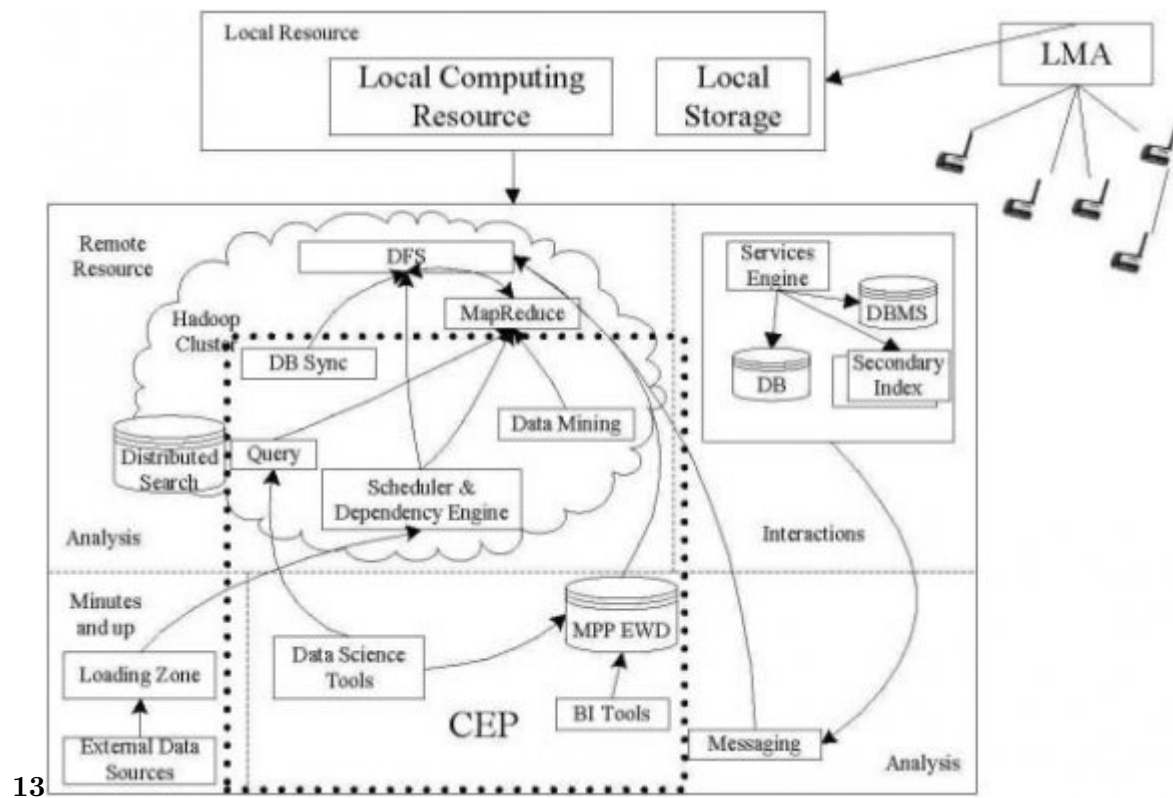 Local Resource
Local Computing
Resource
Local
Storage
LMA
Remote
Resource
DFS
MapReduce
Hadoop
Cluster
DB Sync
Data Mining
Distributed
Search
Query
Scheduler &
Dependency Engine
Analysis
Services
Engine
DBMS
DB
Secondary
Index
Interactions
Minutes
and up
Loading Zone
External Data
Sources
Data Science
Tools
MPP EWD
BI Tools
CEP
Messaging
Analysis
13